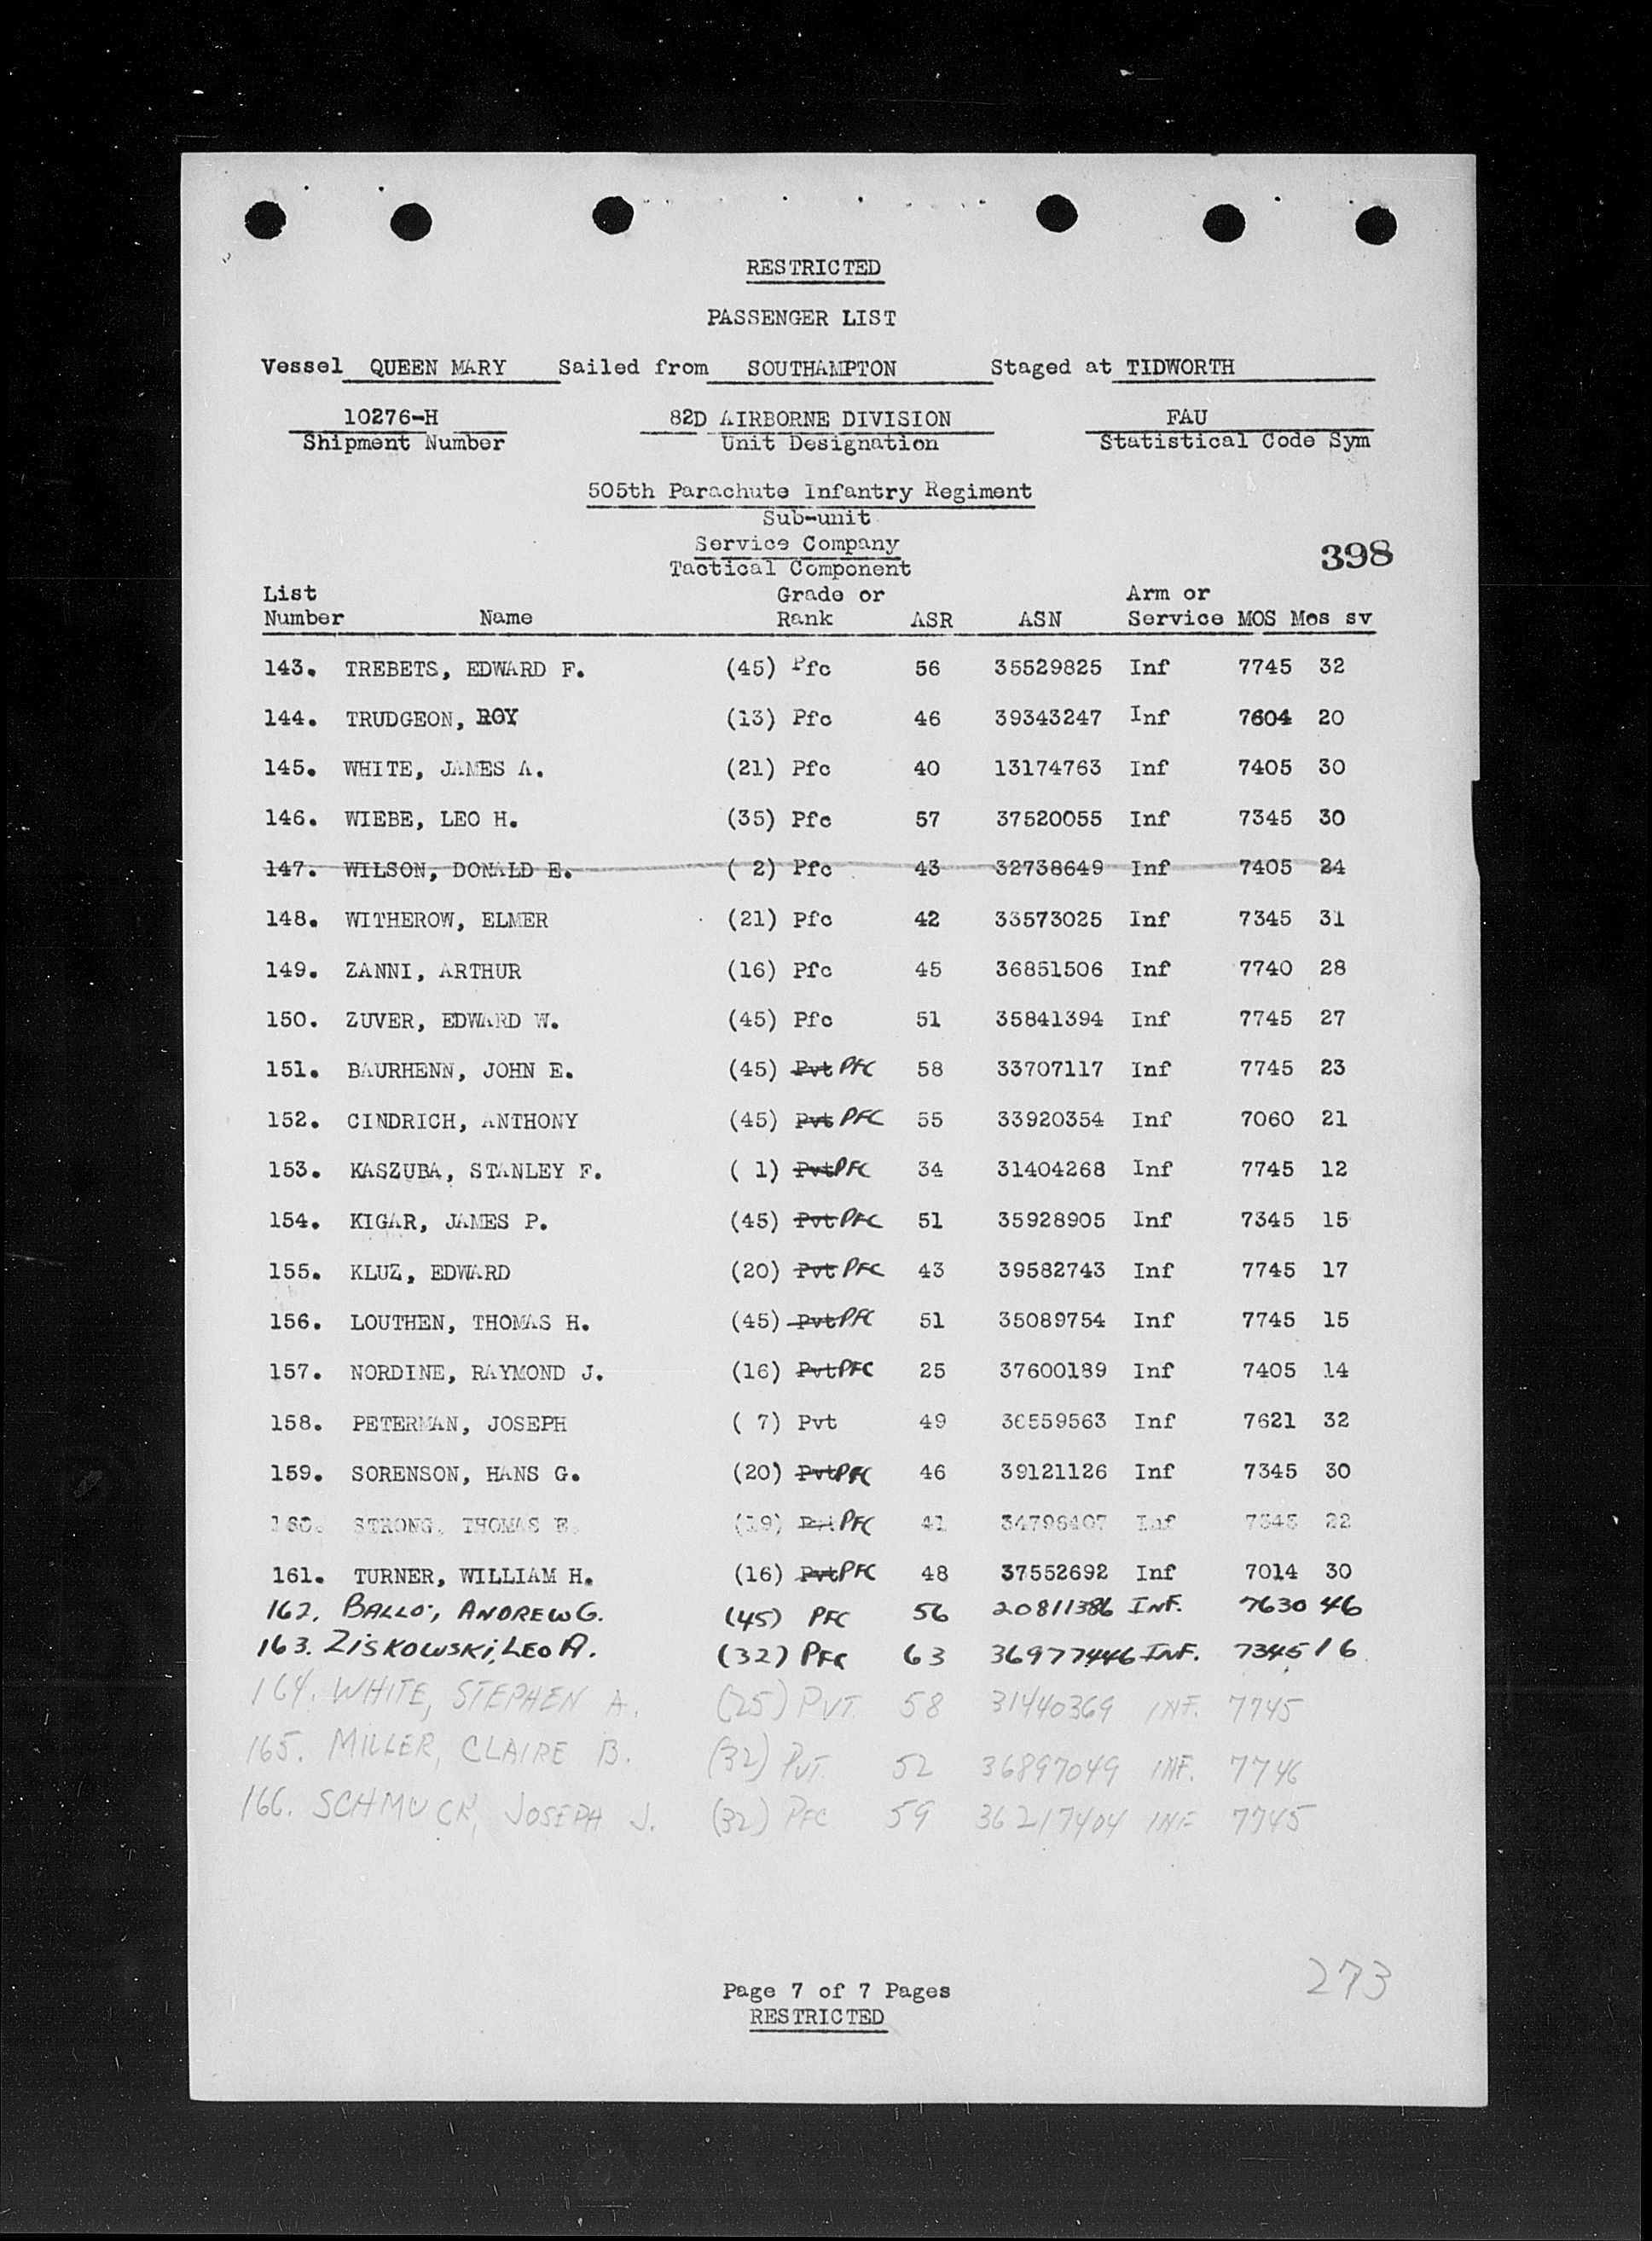 RESTRICTED
PASSENGER LIST
Vessel QUEEN MARY Sailed from SOUTHAMPTON Staged at TIDWORTH
10276-H 82D AIRBORNE DIVISION FAU
Shipment Number Unit Designation Statistical Code Sym
505th Parachute Infantry Regiment
Sub-unit
Service Company
398
Tactical Component
List Grade or Arm or
Number Name Rank ASR ASN Service MOS Mos sv
143. TREBETS, EDWARD F. (45) Pfc 56 35529825 Inf 7745 32
144. TRUDGEON, ROY (13) Pfc 46 39343247 Inf 7604 20
145. WHITE, JAMES A. (21) Pfc 40 13174763 Inf 7405 30
146. WIEBE, LEO H. (35) Pfc 57 37520055 Inf 7345 30
147. WILSON, DONALD E. ( 2) Pfc 43 32738649 Inf 7405 24
148. WITHEROW, ELMER (21) Pfc 42 33573025 Inf 7345 31
149. ZANNI, ARTHUR (16) Pfc 45 36851506 Inf 7740 28
150. ZUVER, EDWARD W. (45) Pfc 51 35841394 Inf 7745 27
151. BAURHENN, JOHN E. (45) Pvt PFC 58 33707117 Inf 7745 23
152. CINDRICH, ANTHONY (45) Pvt PFC 55 33920354 Inf 7060 21
153. KASZUBA, STANLEY F. ( 1) Pvt PFC 34 31404268 Inf 7745 12
154. KIGAR, JAMES P. (45) Pvt PFC 51 35928905 Inf 7345 15
155. KLUZ, EDWARD (20) Pvt PFC 43 39582743 Inf 7745 17
156. LOUTHEN, THOMAS H. (45) Pvt PFC 51 35089754 Inf 7745 15
157. NORDINE, RAYMOND J. (16) Pvt PFC 25 37600189 Inf 7405 14
158. PETERMAN, JOSEPH ( 7) Pvt 49 36559563 Inf 7621 32
159. SORENSON, HANS G. (20) Pvt PFC 46 39121126 Inf 7345 30
160. STRONG, THOMAS E. (19) Pvt PFC 41 34796407 Inf 7345 22
161. TURNER, WILLIAM H. (16) Pvt PFC 48 37552692 Inf 7014 30
162. BALLO, ANDREW G. (45) PFC 56 20811386 INF. 7630 46
163. ZISKOWSKI, LEO A. (32) PFC 63 36977446 INF. 7345 16
164. WHITE, STEPHEN A. (25) PVT. 58 31440369 INF. 7745
165. MILLER, CLAIRE B. (32) PVT. 52 36897049 INF. 7746
166. SCHMUCK, JOSEPH J. (32) PFC 59 36217404 INF 7745
273
Page 7 of 7 Pages
RESTRICTED